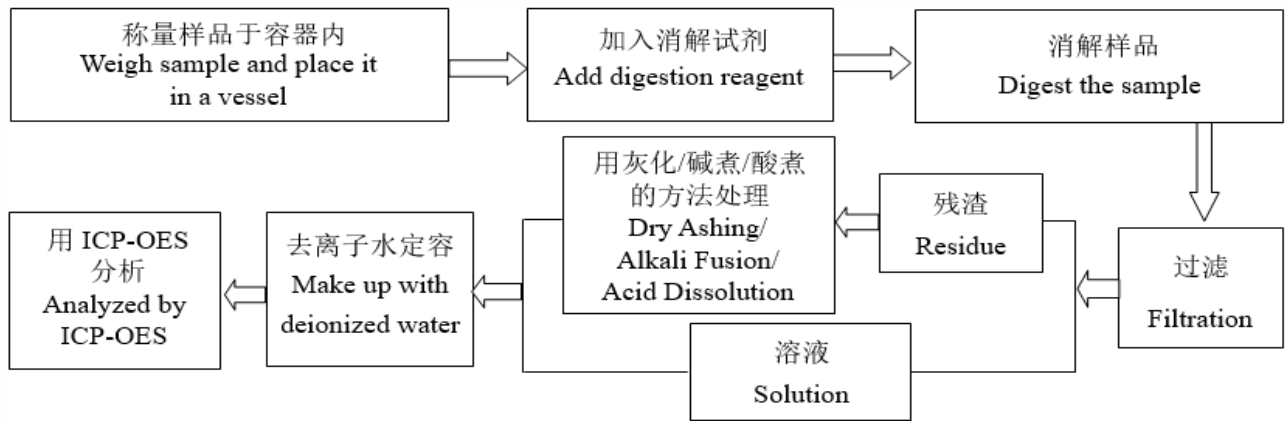 称量样品于容器内
Weigh sample and place it
in a vessel
加入消解试剂
Add digestion reagent
消解样品
Digest the sample
过滤
Filtration
残渣
Residue
用灰化/碱煮/酸煮
的方法处理
Dry Ashing/
Alkali Fusion/
Acid Dissolution
溶液
Solution
去离子水定容
Make up with
deionized water
用 ICP-OES
分析
Analyzed by
ICP-OES